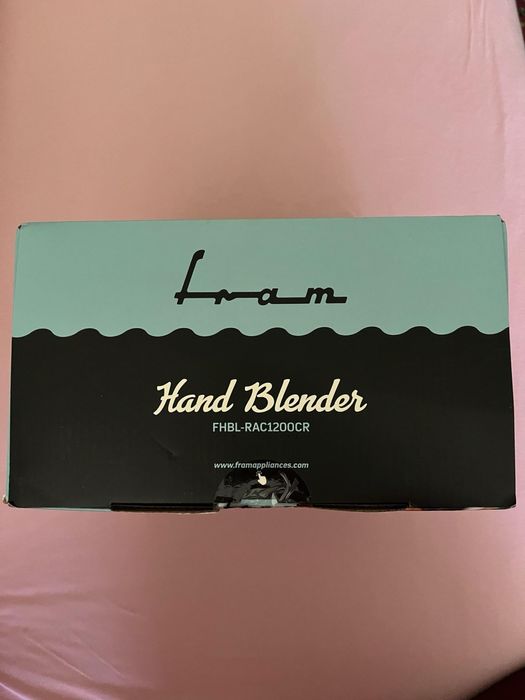 fram
Hand Blender
FHBL-RAC1200CR
www.framappliances.com